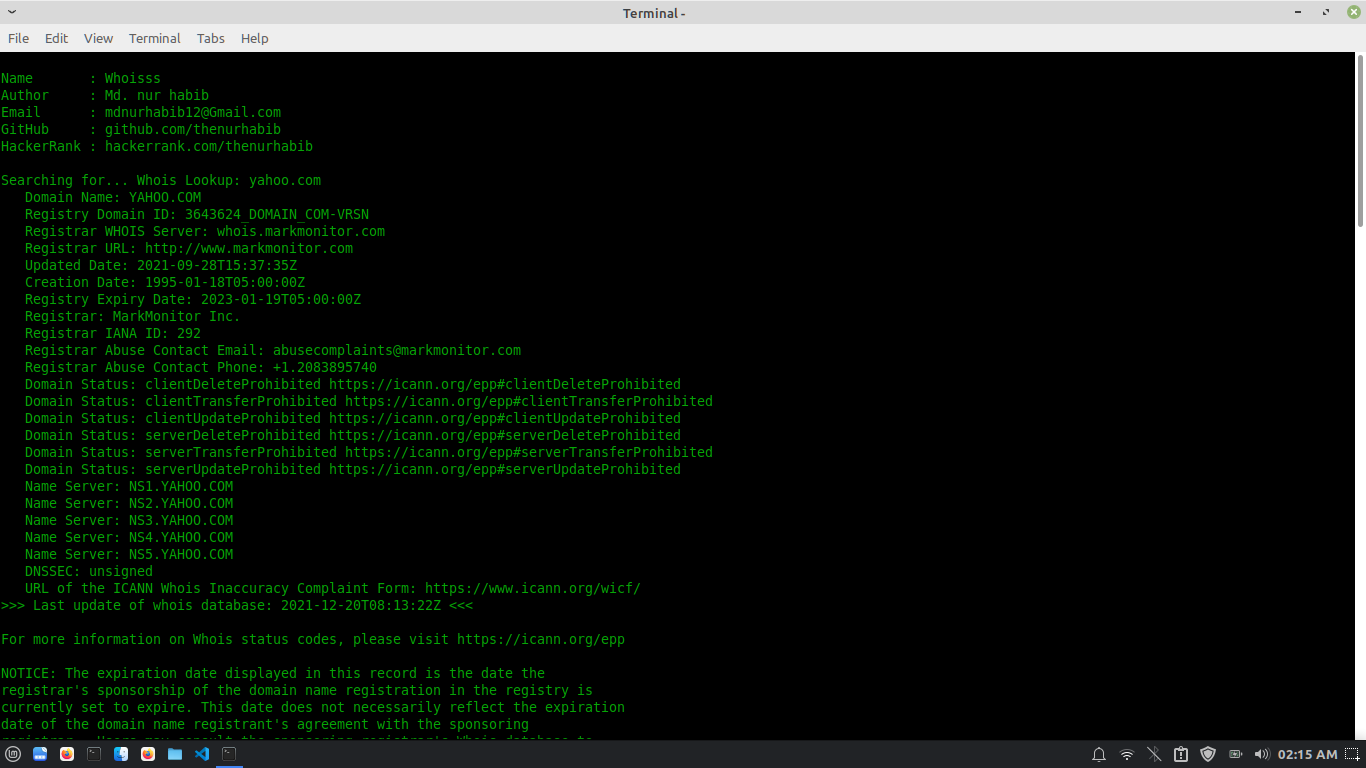 Terminal -
File Edit View Terminal Tabs Help
Name       : Whoisss
Author     : Md. nur habib
Email      : mdnurhabib12@Gmail.com
GitHub     : github.com/thenurhabib
HackerRank : hackerrank.com/thenurhabib
Searching for... Whois Lookup: yahoo.com
   Domain Name: YAHOO.COM
   Registry Domain ID: 3643624_DOMAIN_COM-VRSN
   Registrar WHOIS Server: whois.markmonitor.com
   Registrar URL: http://www.markmonitor.com
   Updated Date: 2021-09-28T15:37:35Z
   Creation Date: 1995-01-18T05:00:00Z
   Registry Expiry Date: 2023-01-19T05:00:00Z
   Registrar: MarkMonitor Inc.
   Registrar IANA ID: 292
   Registrar Abuse Contact Email: abusecomplaints@markmonitor.com
   Registrar Abuse Contact Phone: +1.2083895740
   Domain Status: clientDeleteProhibited https://icann.org/epp#clientDeleteProhibited
   Domain Status: clientTransferProhibited https://icann.org/epp#clientTransferProhibited
   Domain Status: clientUpdateProhibited https://icann.org/epp#clientUpdateProhibited
   Domain Status: serverDeleteProhibited https://icann.org/epp#serverDeleteProhibited
   Domain Status: serverTransferProhibited https://icann.org/epp#serverTransferProhibited
   Domain Status: serverUpdateProhibited https://icann.org/epp#serverUpdateProhibited
   Name Server: NS1.YAHOO.COM
   Name Server: NS2.YAHOO.COM
   Name Server: NS3.YAHOO.COM
   Name Server: NS4.YAHOO.COM
   Name Server: NS5.YAHOO.COM
   DNSSEC: unsigned
   URL of the ICANN Whois Inaccuracy Complaint Form: https://www.icann.org/wicf/
>>> Last update of whois database: 2021-12-20T08:13:22Z <<<
For more information on Whois status codes, please visit https://icann.org/epp
NOTICE: The expiration date displayed in this record is the date the
registrar's sponsorship of the domain name registration in the registry is
currently set to expire. This date does not necessarily reflect the expiration
date of the domain name registrant's agreement with the sponsoring
02:15 AM